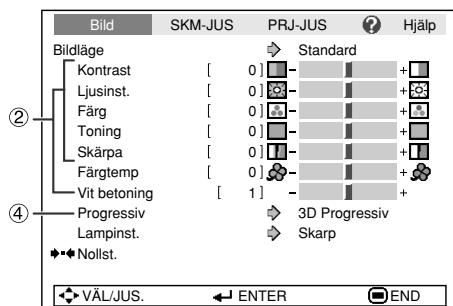 Bild SKM-JUS PRJ-JUS ? Hjälp
Bildläge Standard
Kontrast [ 0 ] - +
Ljusinst. [ 0 ] - +
② Färg [ 0 ] - +
Toning [ 0 ] - +
Skärpa [ 0 ] - +
Färgtemp [ 0 ] - +
Vit betoning [ 1 ] - +
④ Progressiv 3D Progressiv
Lampinst. Skarp
Nollst.
VÄL/JUS. ENTER END